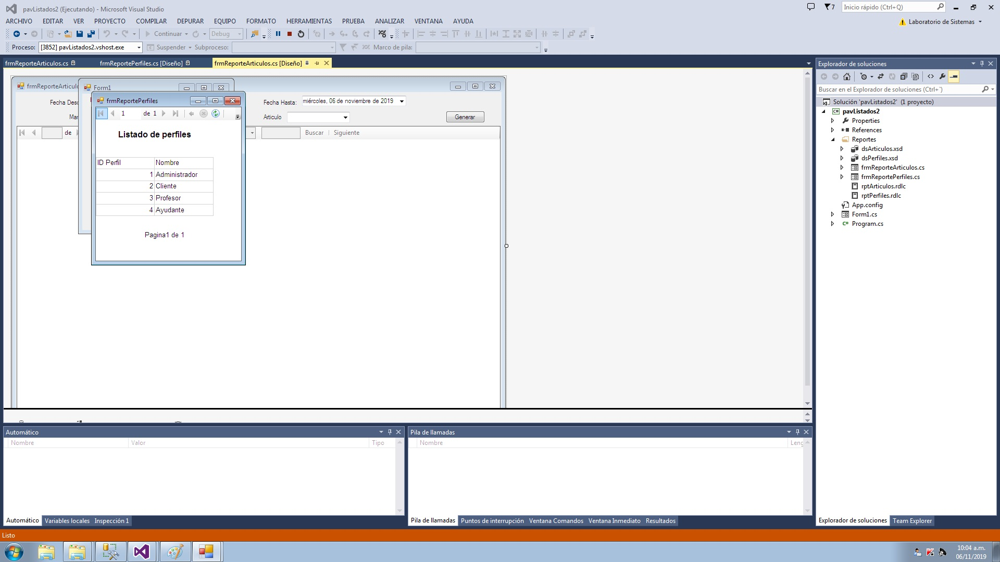 pavListados2 (Ejecutando) - Microsoft Visual Studio
7
Inicio rápido (Ctrl+Q)
ARCHIVO EDITAR VER PROYECTO COMPILAR DEPURAR EQUIPO FORMATO HERRAMIENTAS PRUEBA ANALIZAR VENTANA AYUDA
Laboratorio de Sistemas
Continuar Debug
Proceso: [3852] pavListados2.vshost.exe Suspender Subproceso: Marco de pila:
frmReporteArticulos.cs frmReportePerfiles.cs [Diseño] frmReporteArticulos.cs [Diseño]
frmReporteArticulo
Form1
Fecha Desc
Fecha Hasta: miércoles, 06 de noviembre de 2019
Mar
Articulo
Generar
de
Buscar Siguiente
frmReportePerfiles
1 de 1
Listado de perfiles
ID Perfil Nombre
1 Administrador
2 Cliente
3 Profesor
4 Ayudante
Pagina1 de 1
Explorador de soluciones
Buscar en el Explorador de soluciones (Ctrl+`)
Solución 'pavListados2' (1 proyecto)
pavListados2
Properties
References
Reportes
dsArticulos.xsd
dsPerfiles.xsd
frmReporteArticulos.cs
frmReportePerfiles.cs
rptArticulos.rdlc
rptPerfiles.rdlc
App.config
Form1.cs
Program.cs
Automático
Nombre Valor Tipo
Automático Variables locales Inspección 1
Pila de llamadas
Nombre Leng
Pila de llamadas Puntos de interrupción Ventana Comandos Ventana Inmediato Resultados
Explorador de soluciones Team Explorer
Listo
10:04 a.m.
06/11/2019